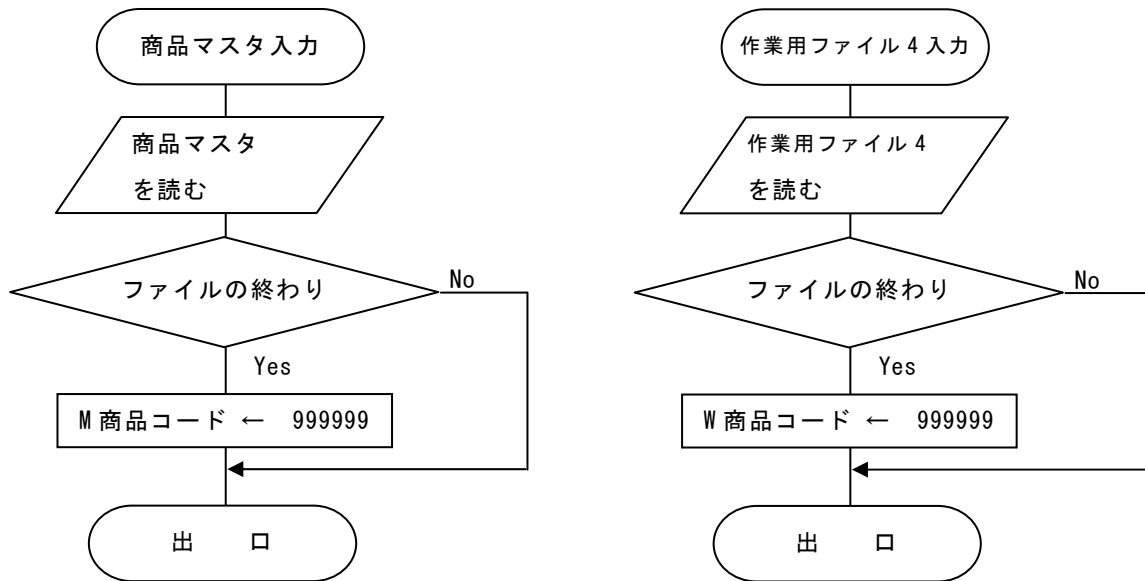 商品マスタ入力
商品マスタ
を読む
ファイルの終わり
No
Yes
M商品コード ← 999999
出 口
作業用ファイル4入力
作業用ファイル4
を読む
ファイルの終わり
No
Yes
W商品コード ← 999999
出 口